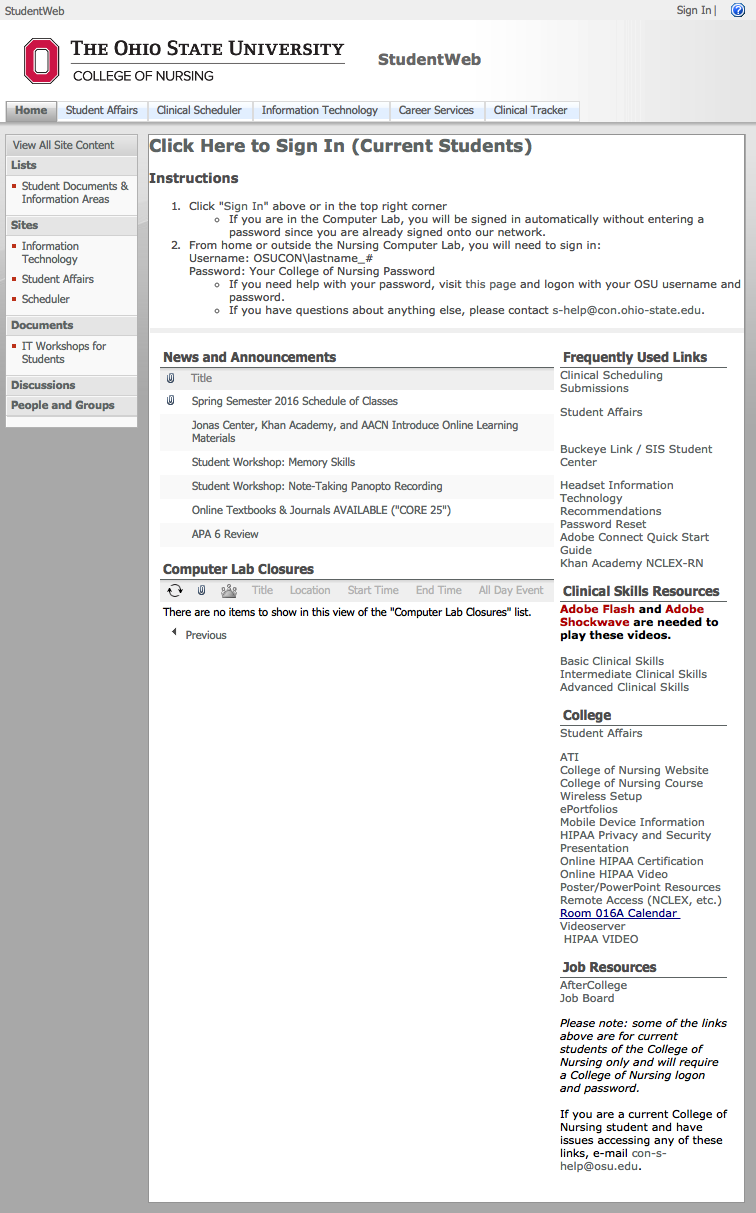 StudentWeb
Sign In |
THE OHIO STATE UNIVERSITY
COLLEGE OF NURSING
StudentWeb
Home
Student Affairs
Clinical Scheduler
Information Technology
Career Services
Clinical Tracker
View All Site Content
Lists
Student Documents &
Information Areas
Sites
Information
Technology
Student Affairs
Scheduler
Documents
IT Workshops for
Students
Discussions
People and Groups
Click Here to Sign In (Current Students)
Instructions
1. Click "Sign In" above or in the top right corner
If you are in the Computer Lab, you will be signed in automatically without entering a
password since you are already signed onto our network.
2. From home or outside the Nursing Computer Lab, you will need to sign in:
Username: OSUCON\lastname_#
Password: Your College of Nursing Password
If you need help with your password, visit this page and logon with your OSU username and
password.
If you have questions about anything else, please contact s-help@con.ohio-state.edu.
News and Announcements
Title
Spring Semester 2016 Schedule of Classes
Jonas Center, Khan Academy, and AACN Introduce Online Learning
Materials
Student Workshop: Memory Skills
Student Workshop: Note-Taking Panopto Recording
Online Textbooks & Journals AVAILABLE ("CORE 25")
APA 6 Review
Computer Lab Closures
Title Location Start Time End Time All Day Event
There are no items to show in this view of the "Computer Lab Closures" list.
Previous
Frequently Used Links
Clinical Scheduling
Submissions
Student Affairs
Buckeye Link / SIS Student
Center
Headset Information
Technology
Recommendations
Password Reset
Adobe Connect Quick Start
Guide
Khan Academy NCLEX-RN
Clinical Skills Resources
Adobe Flash and Adobe
Shockwave are needed to
play these videos.
Basic Clinical Skills
Intermediate Clinical Skills
Advanced Clinical Skills
College
Student Affairs
ATI
College of Nursing Website
College of Nursing Course
Wireless Setup
ePortfolios
Mobile Device Information
HIPAA Privacy and Security
Presentation
Online HIPAA Certification
Online HIPAA Video
Poster/PowerPoint Resources
Remote Access (NCLEX, etc.)
Room 016A Calendar
Videoserver
HIPAA VIDEO
Job Resources
AfterCollege
Job Board
Please note: some of the links
above are for current
students of the College of
Nursing only and will require
a College of Nursing logon
and password.
If you are a current College of
Nursing student and have
issues accessing any of these
links, e-mail con-s-
help@osu.edu.